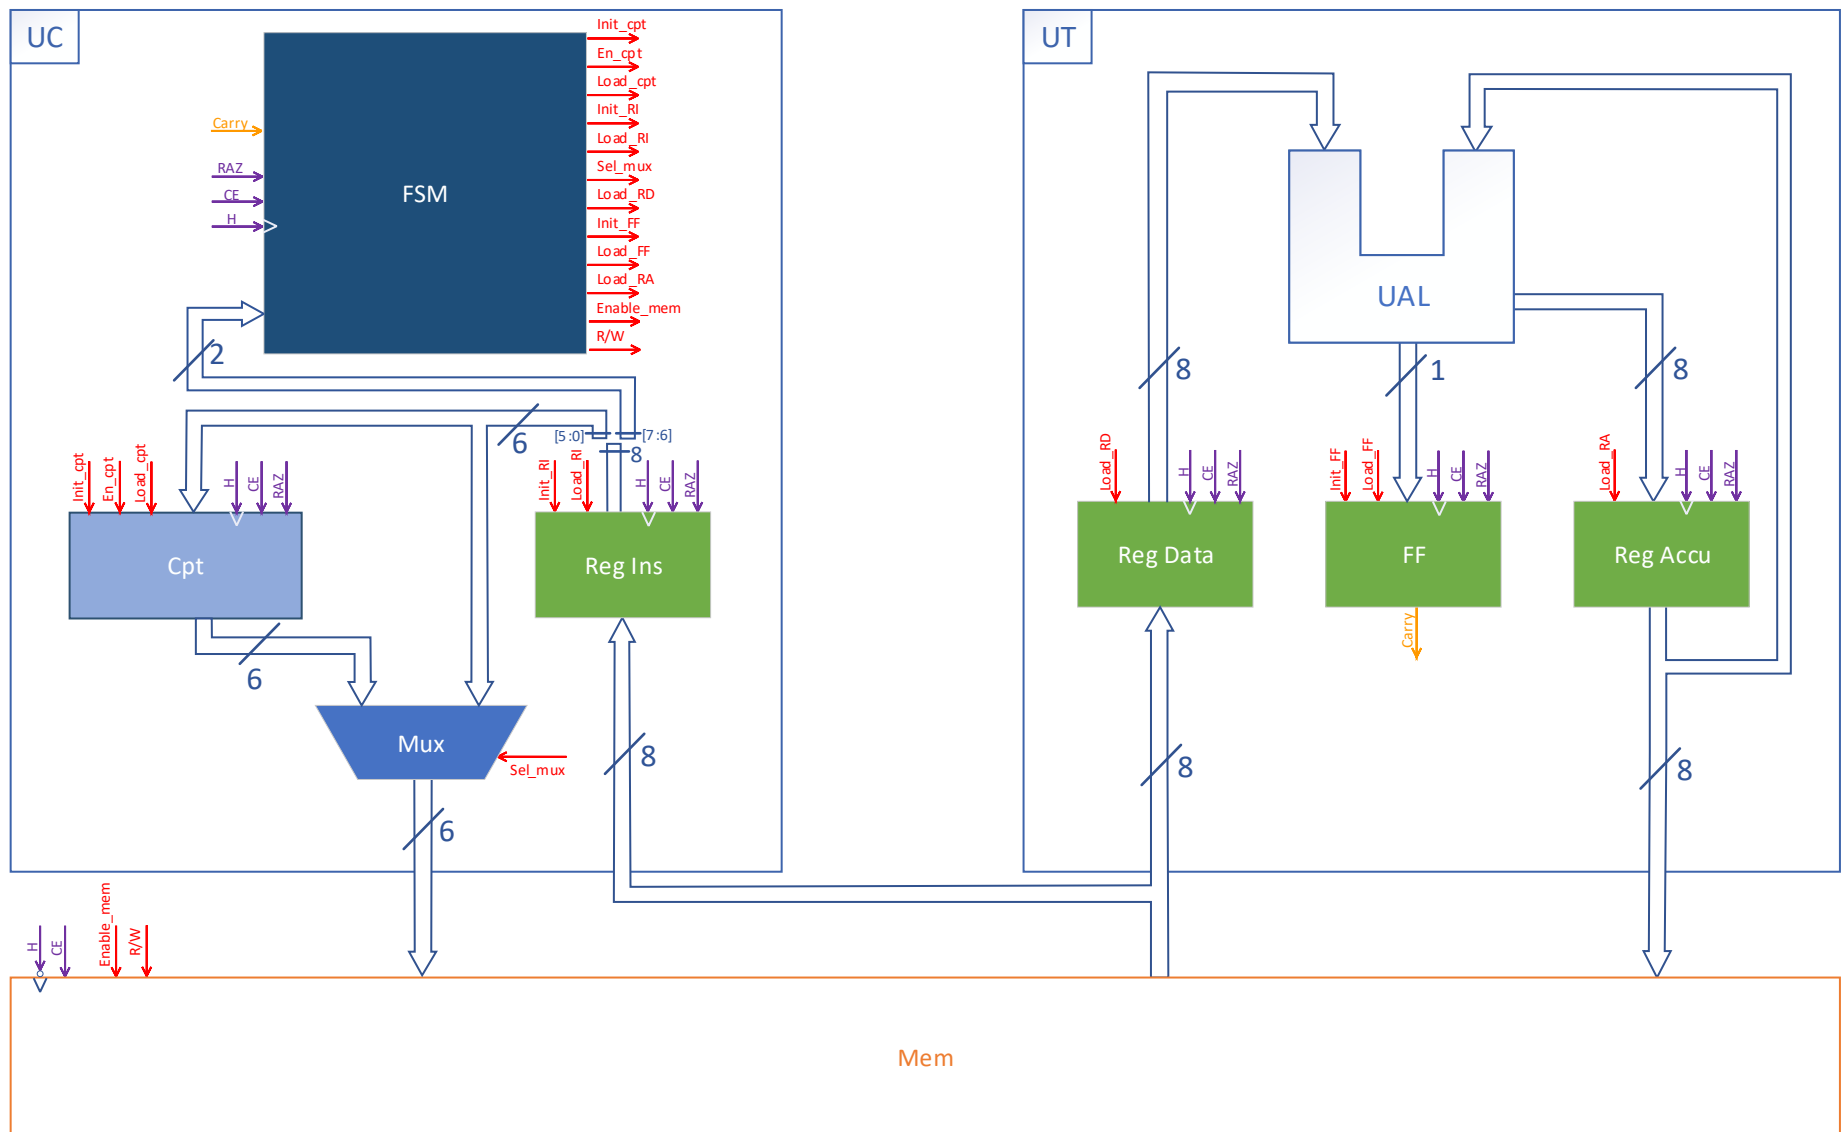 UC
UT
Init_cpt
En_cpt
Load_cpt
Init_RI
Load_RI
Sel_mux
Load_RD
Init_FF
Load_FF
Load_RA
Enable_mem
R/W
Carry
RAZ
CE
H
FSM
2
6
[5:0]
[7:6]
8
Init_cpt
En_cpt
Load_cpt
H
CE
RAZ
Init_RI
Load_RI
H
CE
RAZ
Cpt
Reg Ins
6
Mux
Sel_mux
8
6
UAL
8
1
8
Load_RD
H
CE
RAZ
Init_FF
Load_FF
H
CE
RAZ
Load_RA
H
CE
RAZ
Reg Data
FF
Reg Accu
Carry
8
8
H
CE
Enable_mem
R/W
Mem